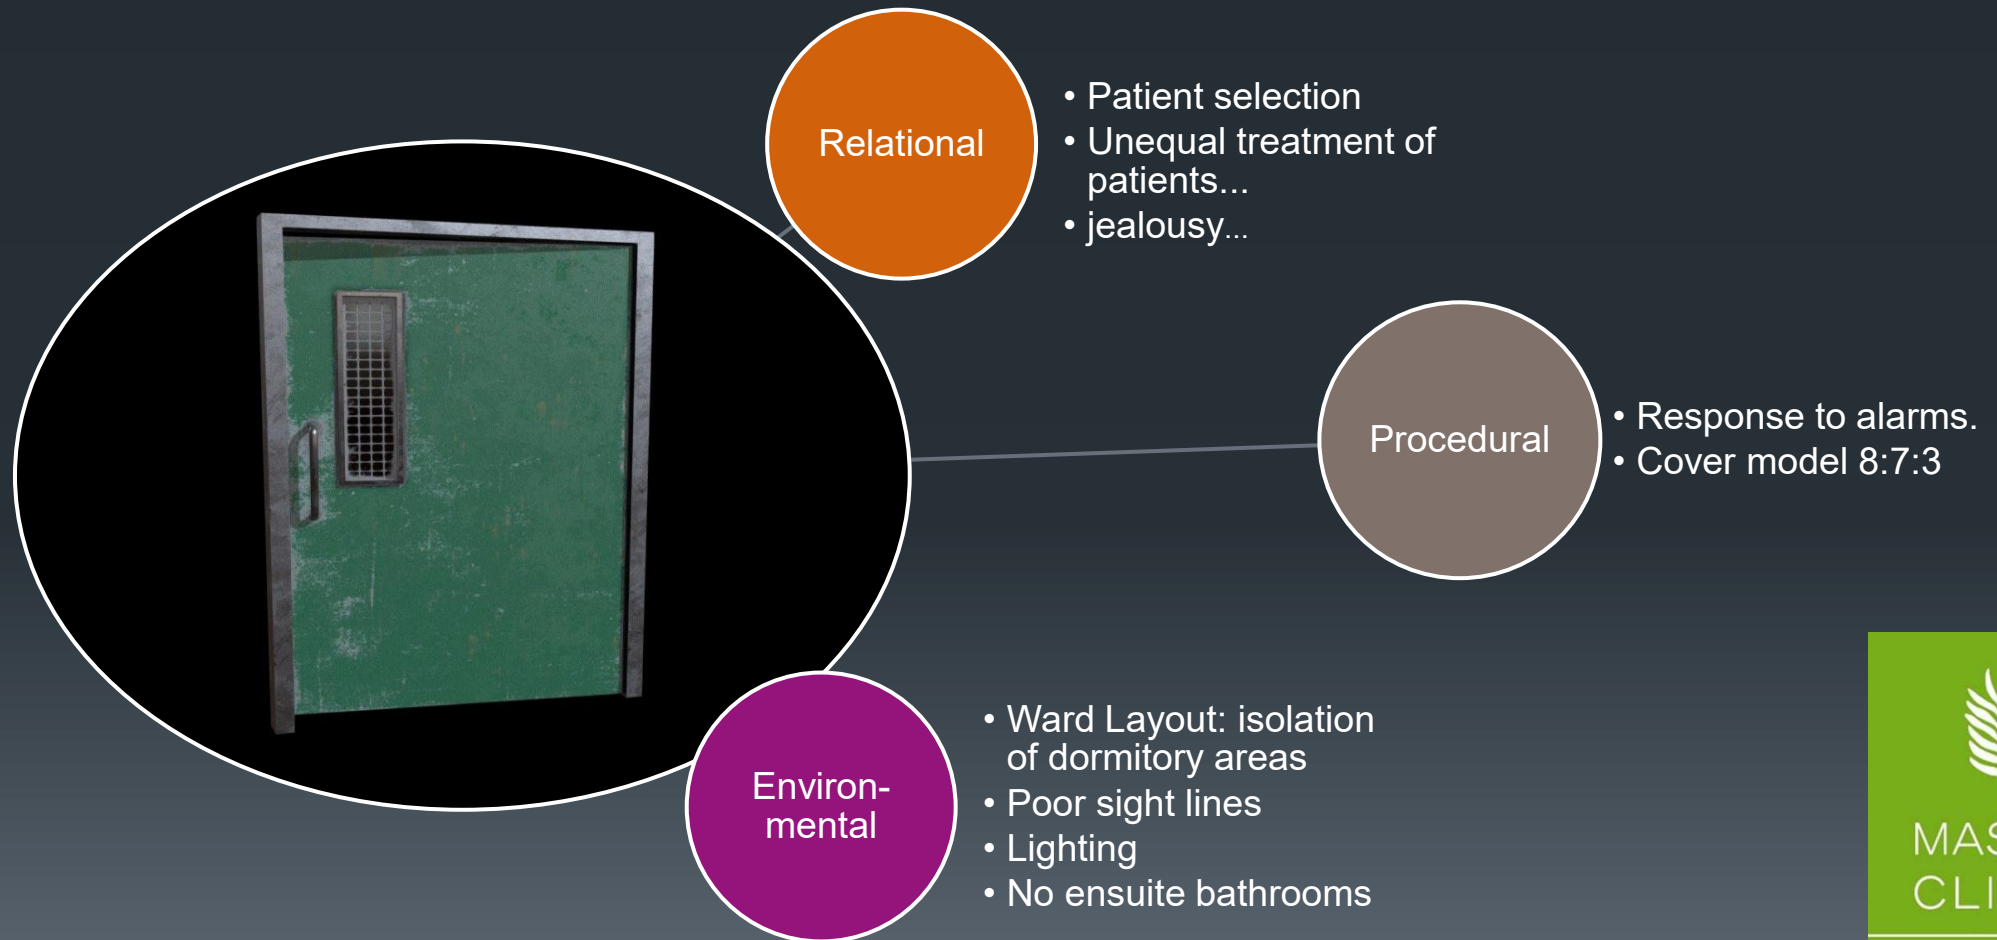 Relational
• Patient selection
• Unequal treatment of
patients...
• jealousy...
Procedural
• Response to alarms.
• Cover model 8:7:3
Environ-
mental
• Ward Layout: isolation
of dormitory areas
• Poor sight lines
• Lighting
• No ensuite bathrooms